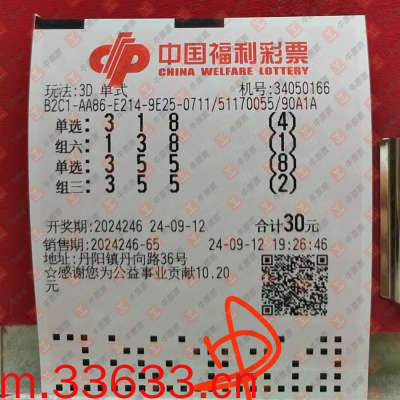 中国福利彩票
CHINA WELFARE LOTTERY
玩法:3D 单式 机号:34050166
B2C1-AA86-E214-9E25-0711/51170055/90A1A
单选: 3 1 8 (4)
组六: 1 3 8 (1)
单选: 3 5 5 (8)
组三: 3 5 5 (2)
开奖期:2024246 24-09-12 合计30元
销售期:2024246-65 24-09-12 19:26:46
地址:丹阳镇丹向路36号
☆感谢您为公益事业贡献10.20
元
中
m.33633.cn